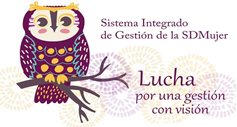 Sistema Integrado
de Gestión de la SDMujer
Lucha
por una gestión
con visión